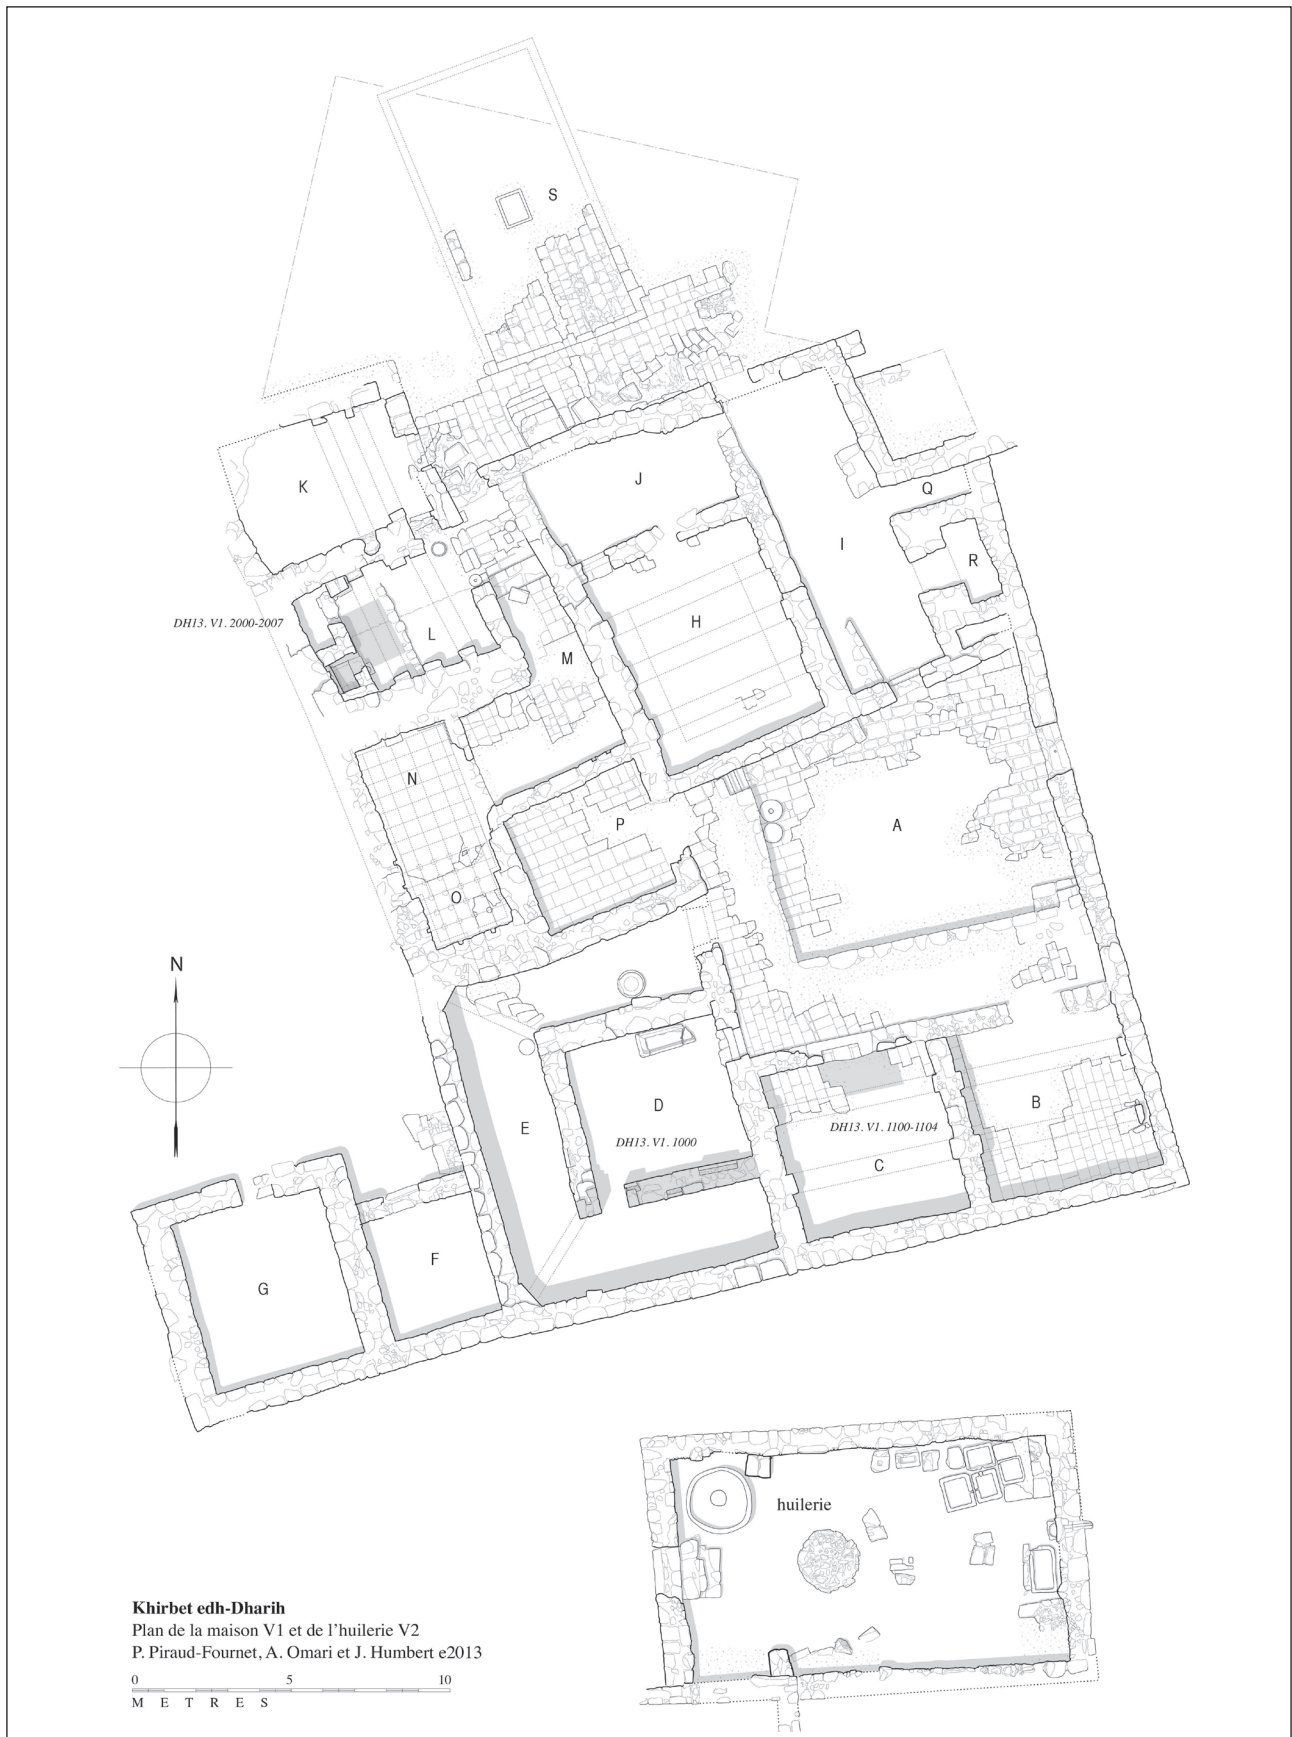 S
K
J
Q
I
R
DH13. V1. 2000-2007
L
H
M
N
P
A
O
N
E
D
B
DH13. V1. 1000
DH13. V1. 1100-1104
C
F
G
huilerie
Khirbet edh-Dharih
Plan de la maison V1 et de l'huilerie V2
P. Piraud-Fournet, A. Omari et J. Humbert e2013
0 5 10
M E T R E S